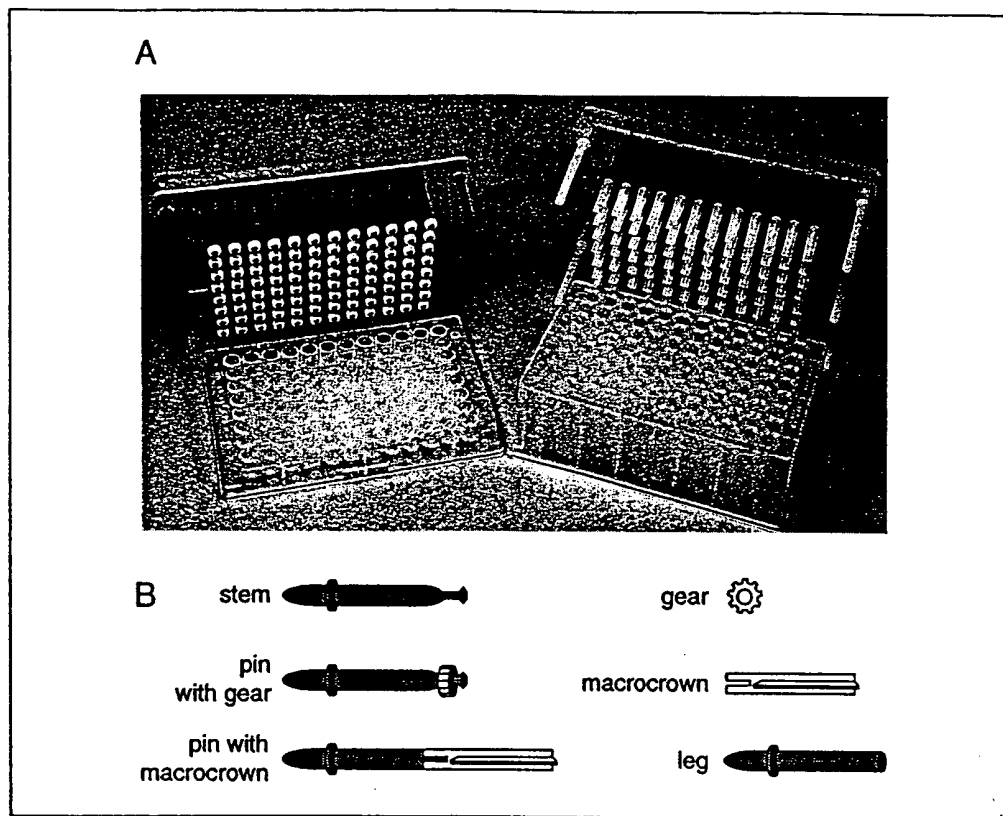 A
B
stem
gear
pin
with gear
macrocrown
pin with
macrocrown
leg